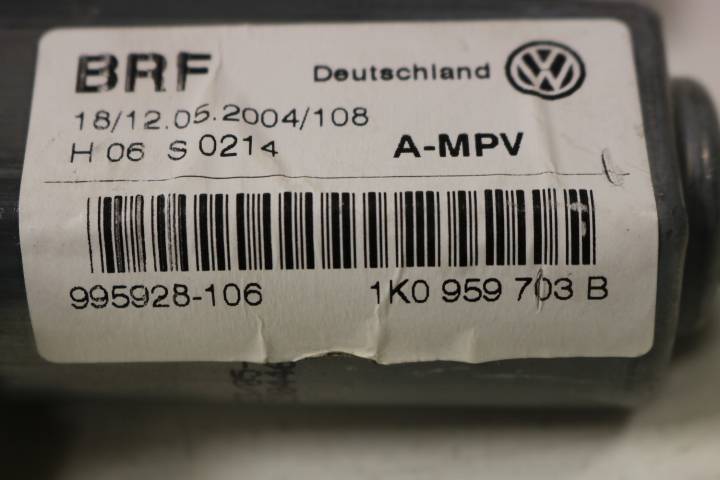 BRF Deutschland VW
18/12.05.2004/108
H 06 S 0214 A-MPV
995928-106 1K0 959 703 B